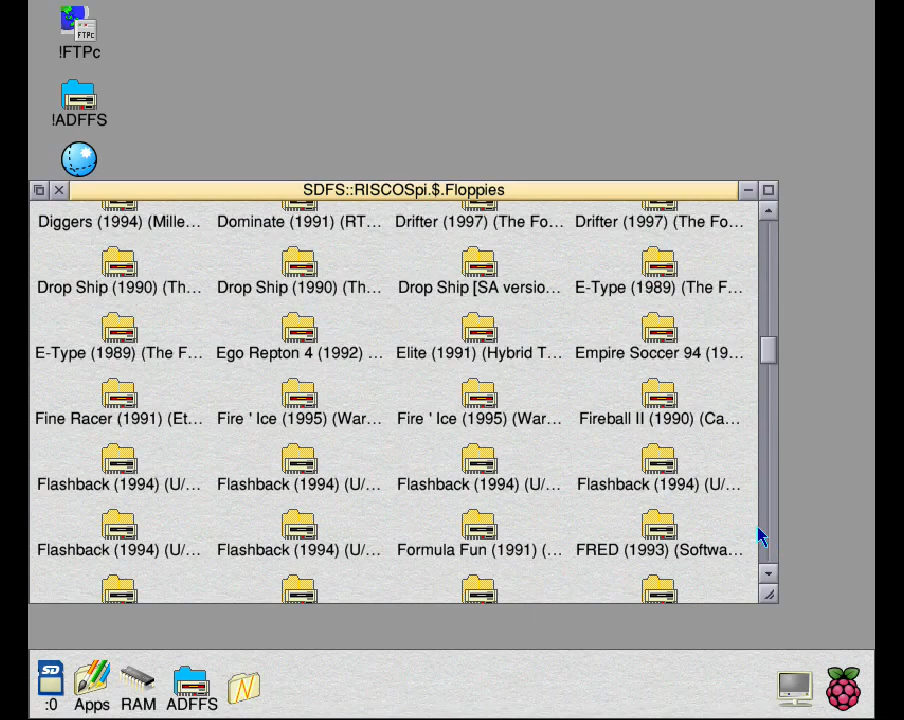 FTPc
!FTPc
!ADFFS
SDFS::RISCOSpi.$.Floppies
Diggers (1994) (Mille... Dominate (1991) (RT... Drifter (1997) (The Fo... Drifter (1997) (The Fo...
Drop Ship (1990) (Th... Drop Ship (1990) (Th... Drop Ship [SA versio... E-Type (1989) (The F...
E-Type (1989) (The F... Ego Repton 4 (1992) ... Elite (1991) (Hybrid T... Empire Soccer 94 (19...
Fine Racer (1991) (Et... Fire ' Ice (1995) (War... Fire ' Ice (1995) (War... Fireball II (1990) (Ca...
Flashback (1994) (U/... Flashback (1994) (U/... Flashback (1994) (U/... Flashback (1994) (U/...
Flashback (1994) (U/... Flashback (1994) (U/... Formula Fun (1991) (... FRED (1993) (Softwa...
SD
:0 Apps RAM ADFFS